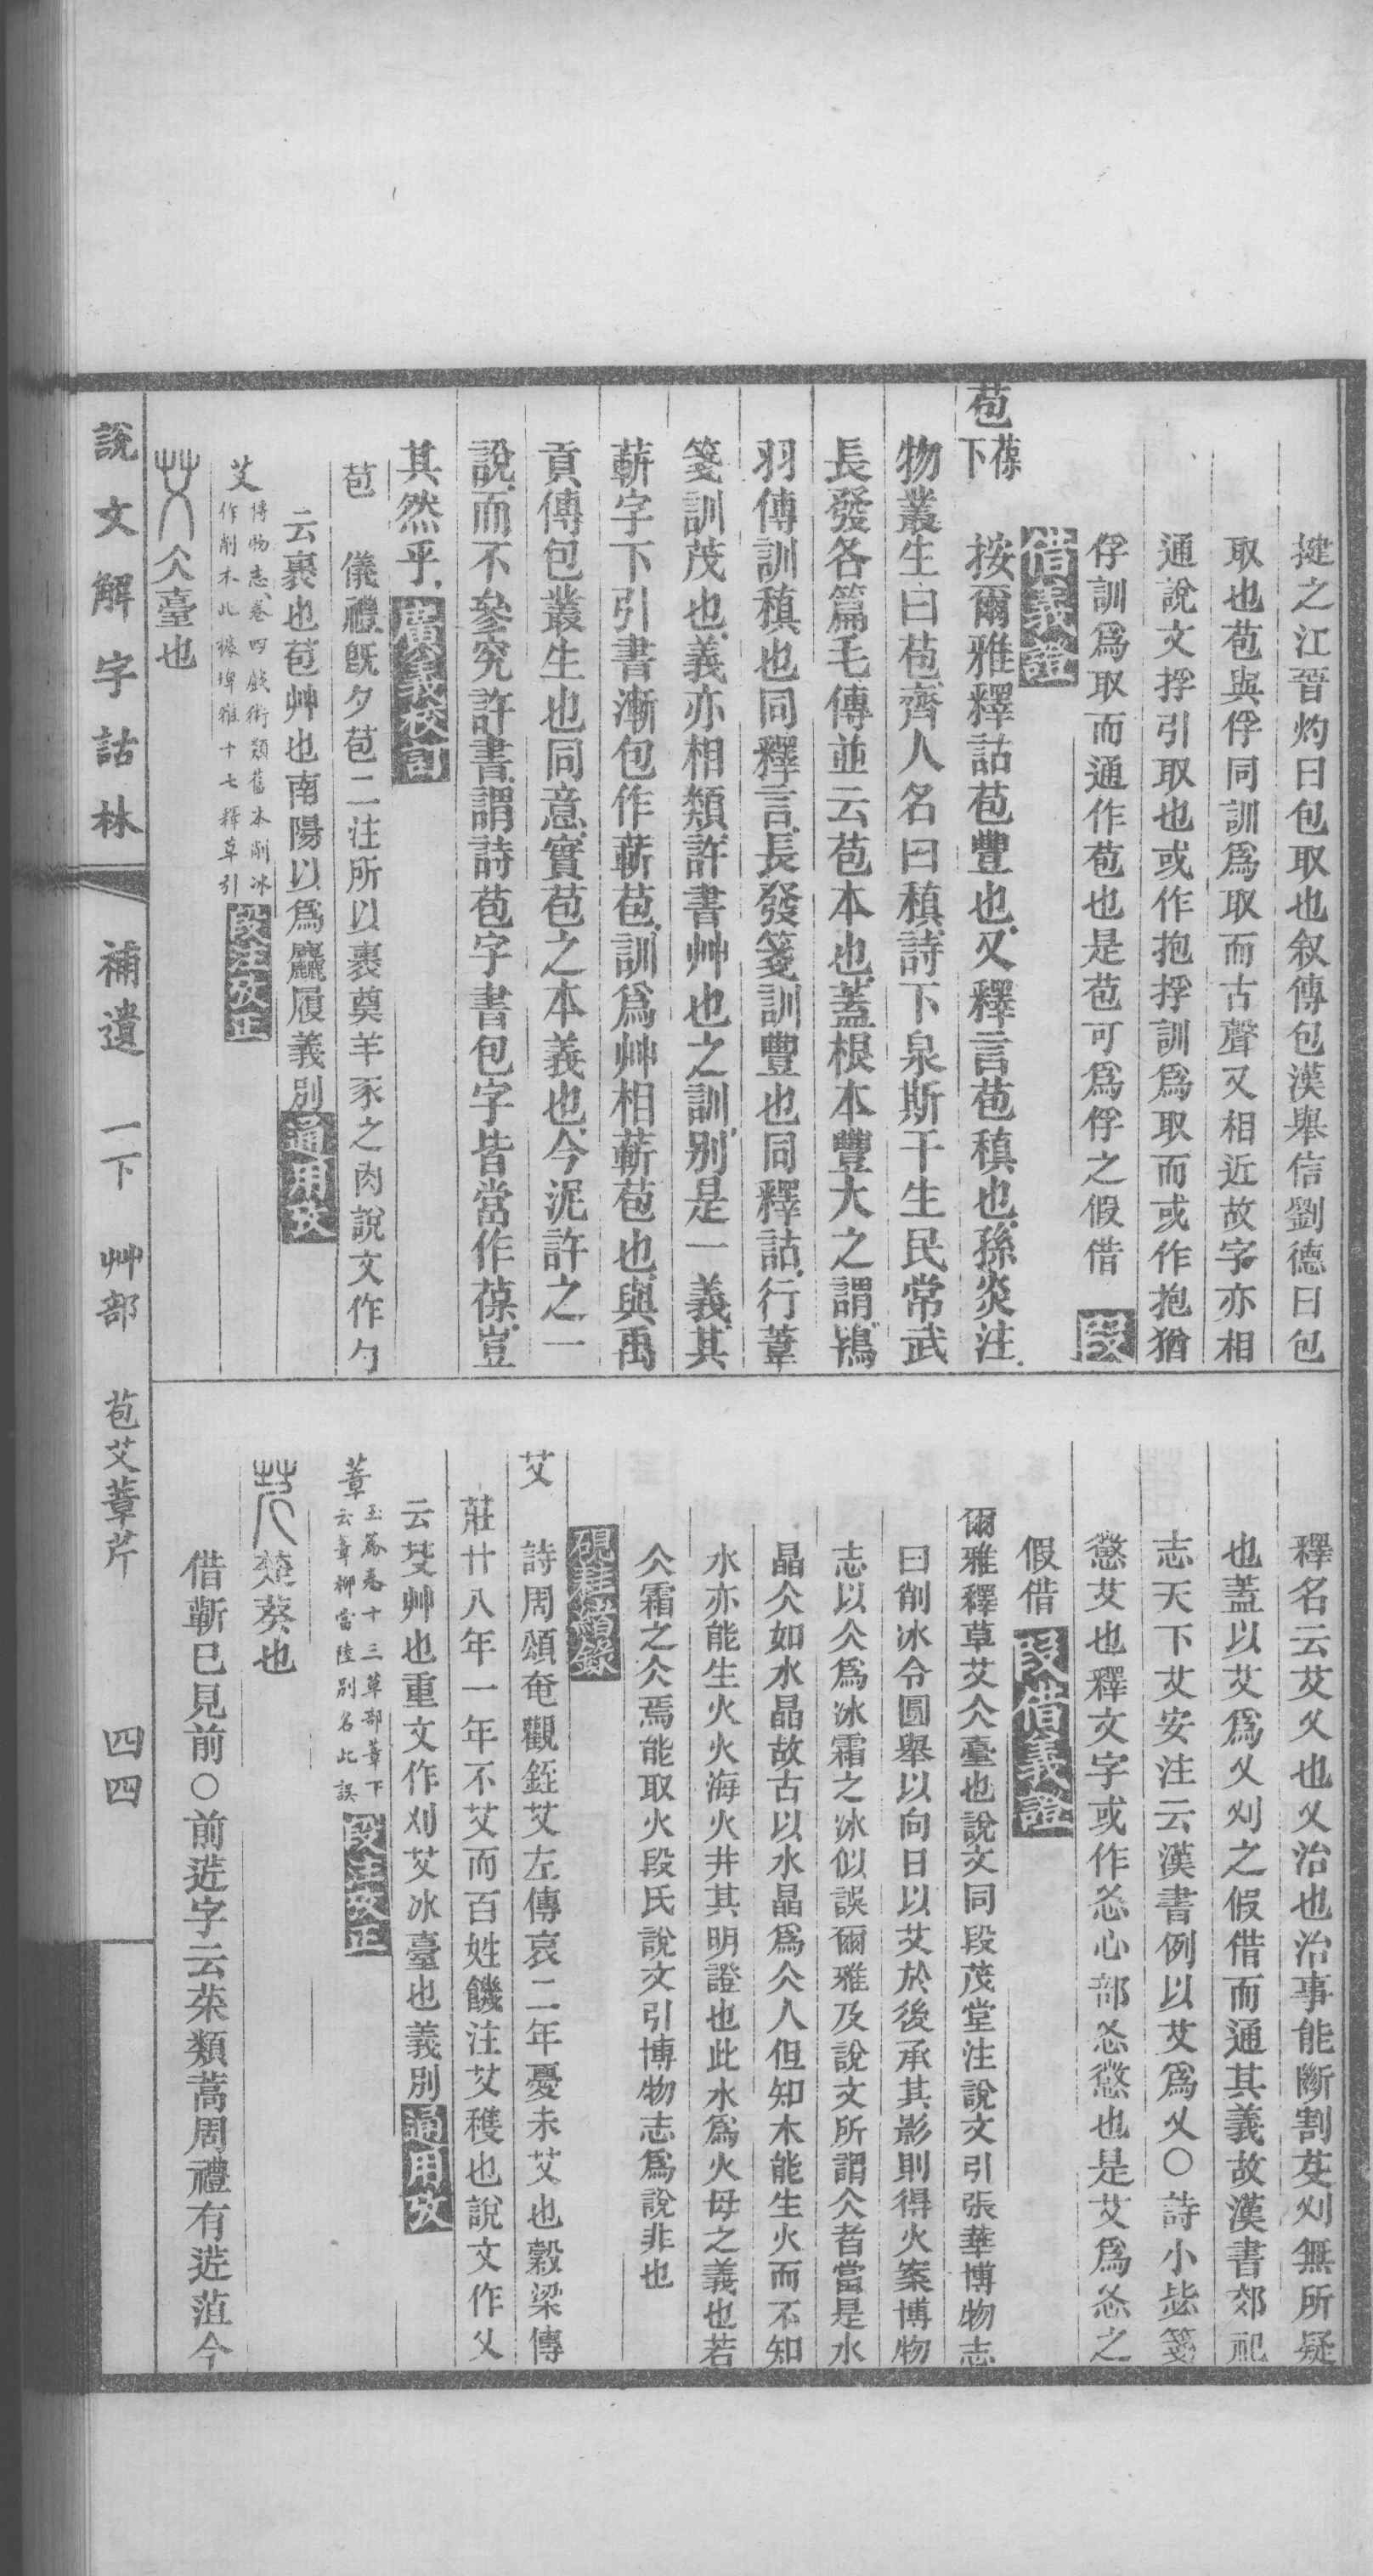 揵之江晉灼曰包取也叙傳包漢舉信劉德曰包
取也苞與俘同訓爲取而古聲又相近故字亦相
通說文捊引取也或作抱捊訓爲取而或作抱猶
俘訓爲取而通作苞也是苞可爲俘之假借 段
借義證
苞葆下 按爾雅釋詁苞豐也又釋言苞稹也孫炎注
物叢生曰苞齊人名曰稹詩下泉斯干生民常武
長發各篇毛傳並云苞本也蓋根本豐大之謂鴇
羽傳訓稹也同釋言長發箋訓豐也同釋詁行葦
箋訓茂也義亦相類許書艸也之訓別是一義其
蔪字下引書漸包作蔪苞訓爲艸相蔪苞也與禹
貢傳包叢生也同意實苞之本義也今泥許之一
說而不參究許書謂詩苞字書包字皆當作葆豈
其然乎 廣義校訂
苞 儀禮旣夕苞二注所以裹奠羊豕之肉說文作勹
云裹也苞艸也南陽以爲麤履義別 通用攷
艾 博物志卷四戲術類舊本削冰
作削木此據埤雅十七釋草引 段注攷正
艾 仌臺也
釋名云艾乂也乂治也治事能斷割芟刈無所疑
也蓋以艾爲乂刈之假借而通其義故漢書郊祀
志天下艾安注云漢書例以艾爲乂○詩小毖箋
懲艾也釋文字或作㣻心部㣻懲也是艾爲㣻之
假借 段借義證
爾雅釋草艾仌臺也說文同段茂堂注說文引張華博物志
曰削冰令圓舉以向日以艾於後承其影則得火案博物
志以仌爲冰霜之冰似誤爾雅及說文所謂仌者當是水
晶仌如水晶故古以水晶爲仌人但知木能生火而不知
水亦能生火火海火井其明證也此水爲火母之義也若
仌霜之仌焉能取火段氏說文引博物志爲說非也
硯桂緒錄
艾 詩周頌奄觀銍艾左傳哀二年憂未艾也穀梁傳
莊廿八年一年不艾而百姓饑注艾穫也說文作乂
云芟艸也重文作刈艾冰臺也義別 通用攷
葦 玉篇卷十三草部葦下
云葦柳當陸別名此誤 段注攷正
芹 楚葵也
借蘄已見前○前䒷字云菜類蒿周禮有䒷菹今
說文解字詁林 補遺 一下 艸部 苞艾葦芹 四四